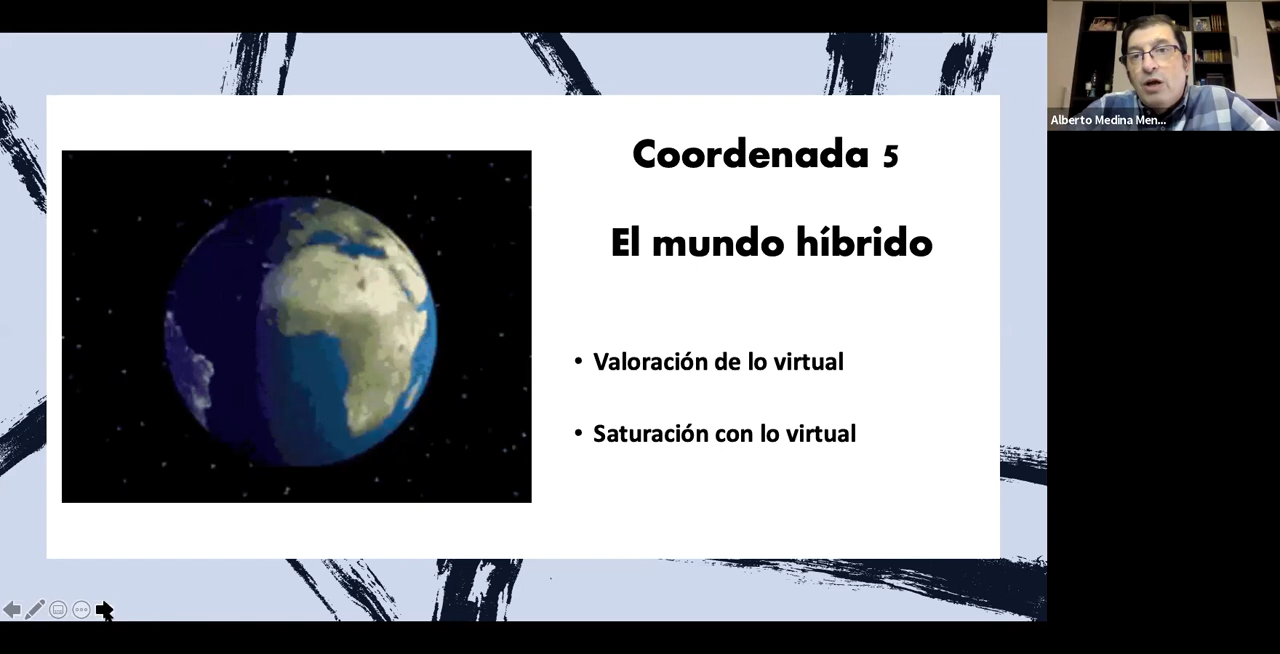 Coordenada 5
El mundo híbrido
• Valoración de lo virtual
• Saturación con lo virtual
Alberto Medina Men...